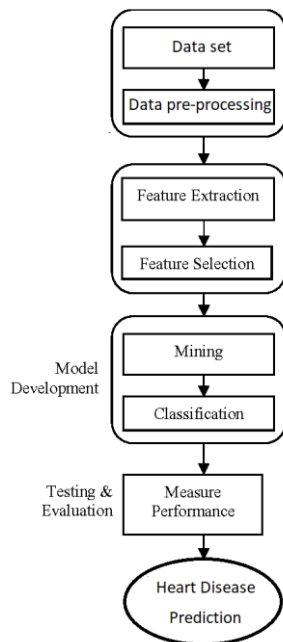 Data set
Data pre-processing
Feature Extraction
Feature Selection
Model
Development
Mining
Classification
Testing &
Evaluation
Measure
Performance
Heart Disease
Prediction